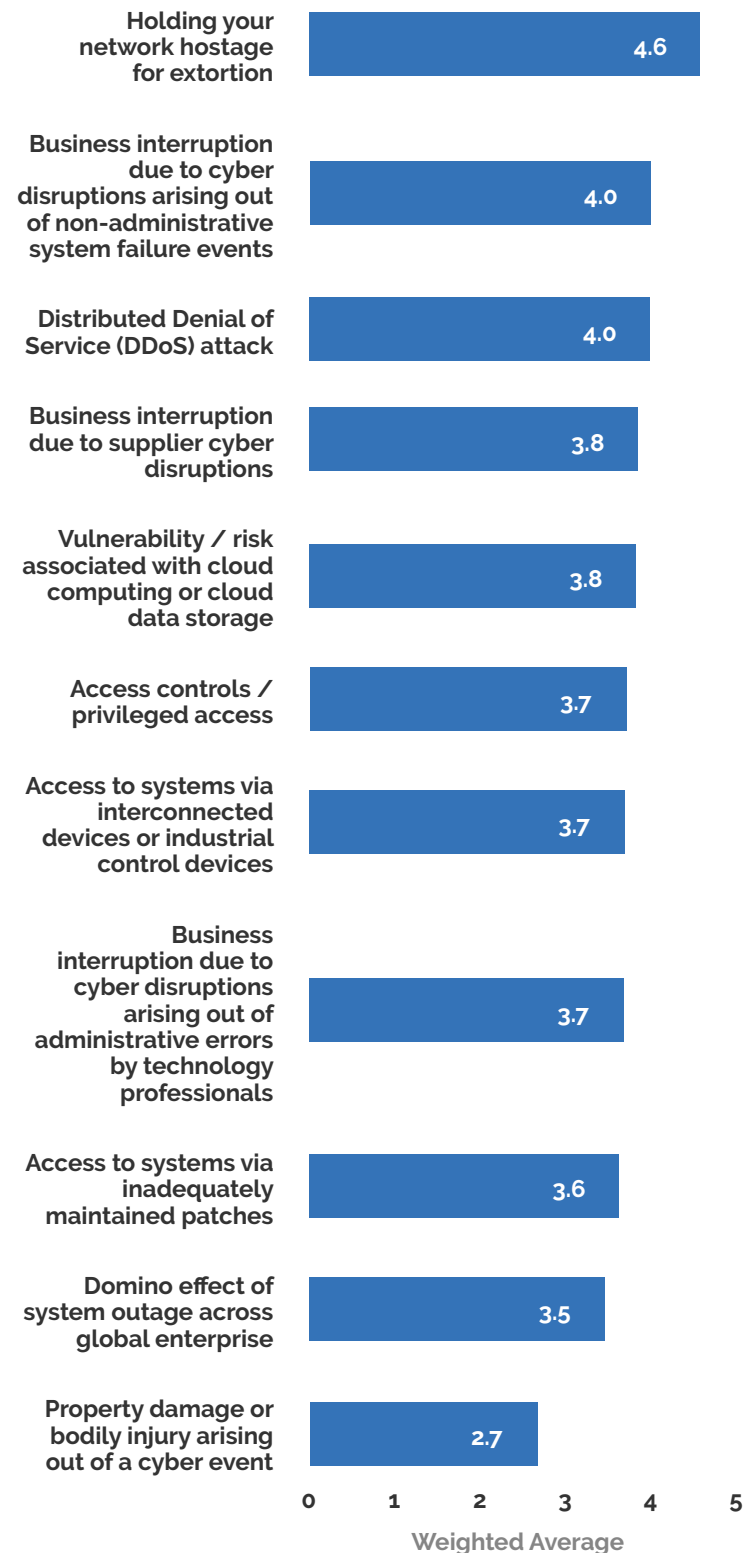 Holding your
network hostage
for extortion
4.6
Business interruption
due to cyber
disruptions arising out
of non-administrative
system failure events
4.0
Distributed Denial of
Service (DDoS) attack
4.0
Business interruption
due to supplier cyber
disruptions
3.8
Vulnerability / risk
associated with cloud
computing or cloud
data storage
3.8
Access controls /
privileged access
3.7
Access to systems via
interconnected
devices or industrial
control devices
3.7
Business
interruption due to
cyber disruptions
arising out of
administrative errors
by technology
professionals
3.7
Access to systems via
inadequately
maintained patches
3.6
Domino effect of
system outage across
global enterprise
3.5
Property damage or
bodily injury arising
out of a cyber event
2.7
0 1 2 3 4 5
Weighted Average